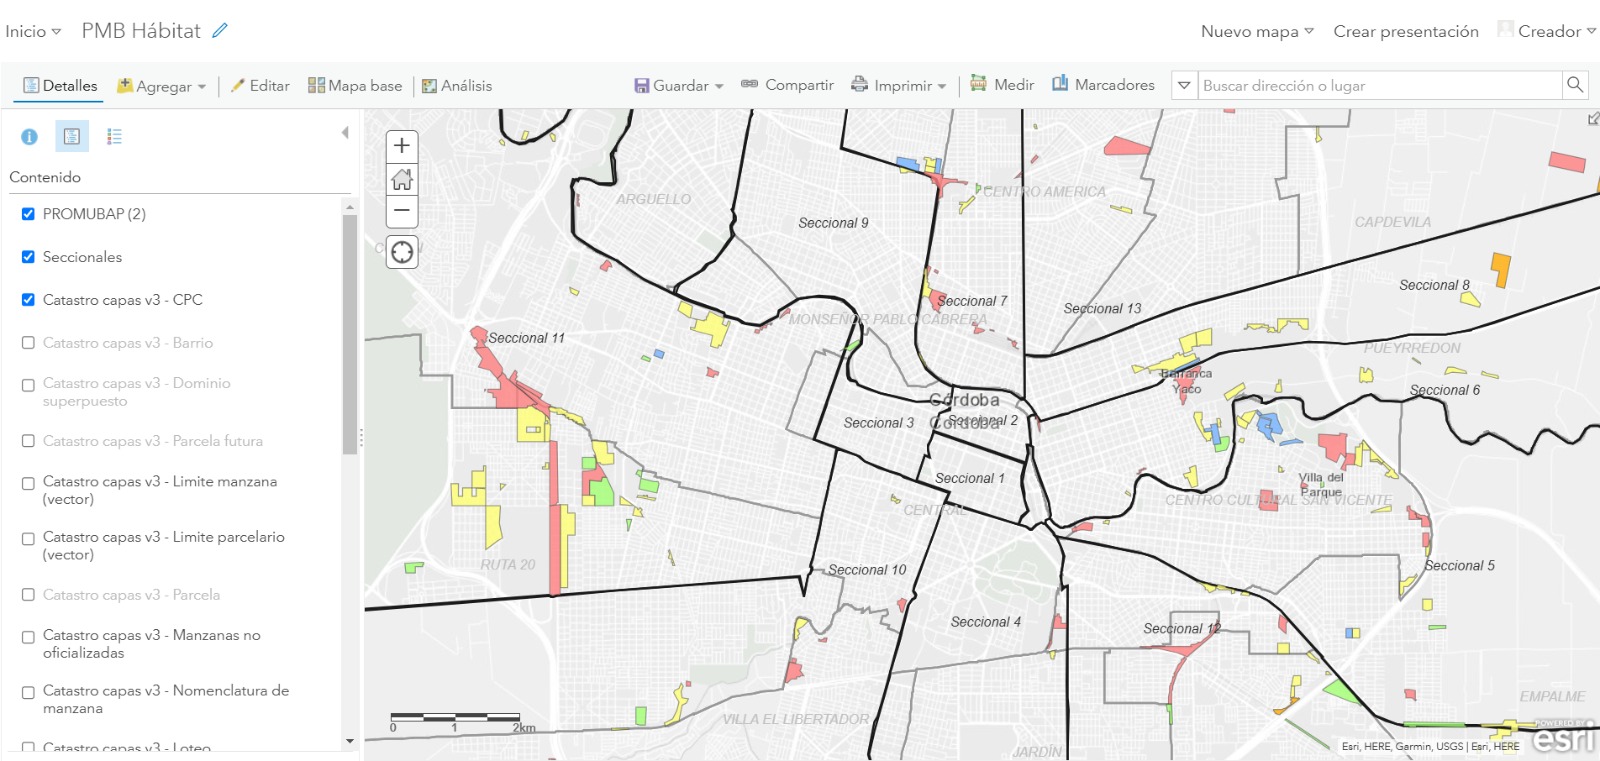 Inicio
PMB Hábitat
Nuevo mapa
Crear presentación
Creador
Detalles
Agregar
Editar
Mapa base
Análisis
Guardar
Compartir
Imprimir
Medir
Marcadores
Buscar dirección o lugar
Contenido
PROMUBAP (2)
Seccionales
Catastro capas v3 - CPC
Catastro capas v3 - Barrio
Catastro capas v3 - Dominio
superpuesto
Catastro capas v3 - Parcela futura
Catastro capas v3 - Limite manzana
(vector)
Catastro capas v3 - Limite parcelario
(vector)
Catastro capas v3 - Parcela
Catastro capas v3 - Manzanas no
oficializadas
Catastro capas v3 - Nomenclatura de
manzana
Catastro capas v3 - Loteo
ARGUELLO
CENTRO AMERICA
CAPDEVILA
Seccional 9
Seccional 8
Seccional 7
Seccional 13
MONSEÑOR PABLO CABRERA
Seccional 11
PUEYRREDON
Barranca
Yaco
Seccional 6
Córdoba
Córdoba
Seccional 3
Seccional 2
Seccional 1
Villa del
Parque
CENTRO CULTURAL SAN VICENTE
CENTRAL
RUTA 20
Seccional 10
Seccional 5
Seccional 4
Seccional 12
EMPALME
VILLA EL LIBERTADOR
JARDÍN
0
1
2km
Esri, HERE, Garmin, USGS | Esri, HERE
POWERED BY
esri